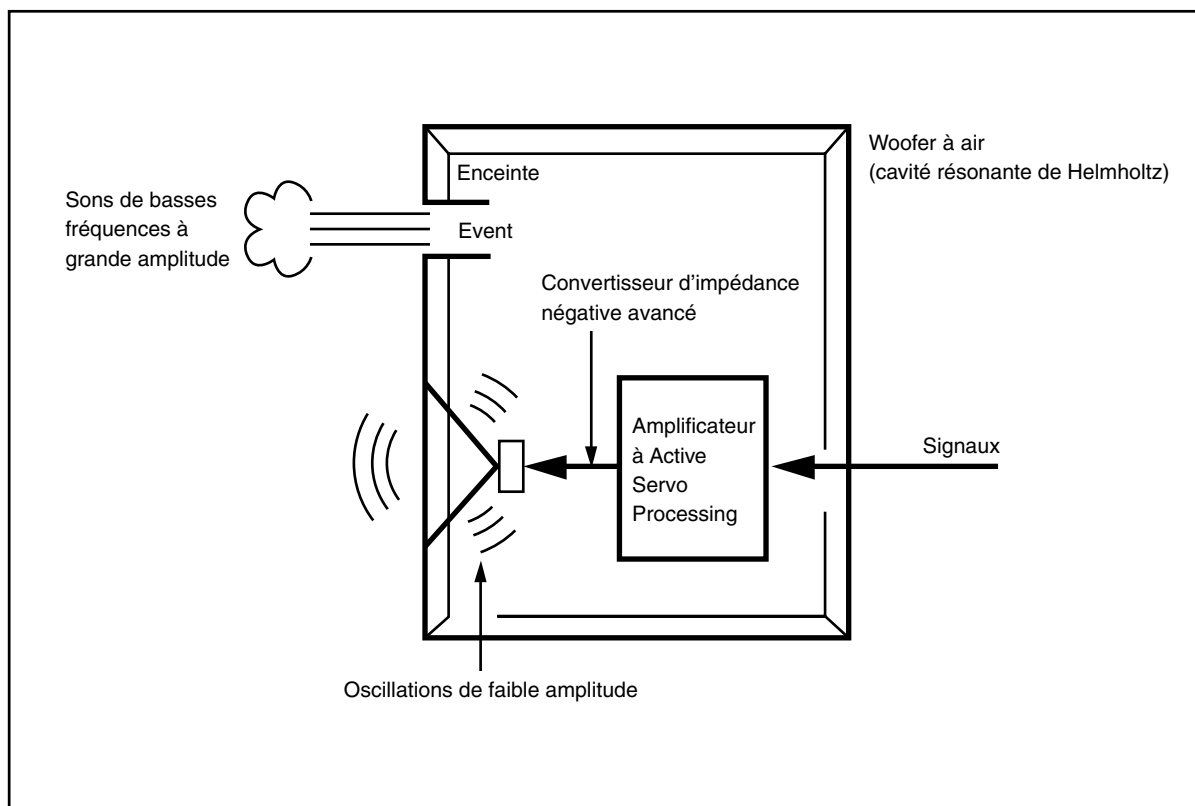 Woofer à air
(cavité résonante de Helmholtz)
Enceinte
Sons de basses
fréquences à
grande amplitude
Event
Convertisseur d'impédance
négative avancé
Amplificateur
à Active
Servo
Processing
Signaux
Oscillations de faible amplitude